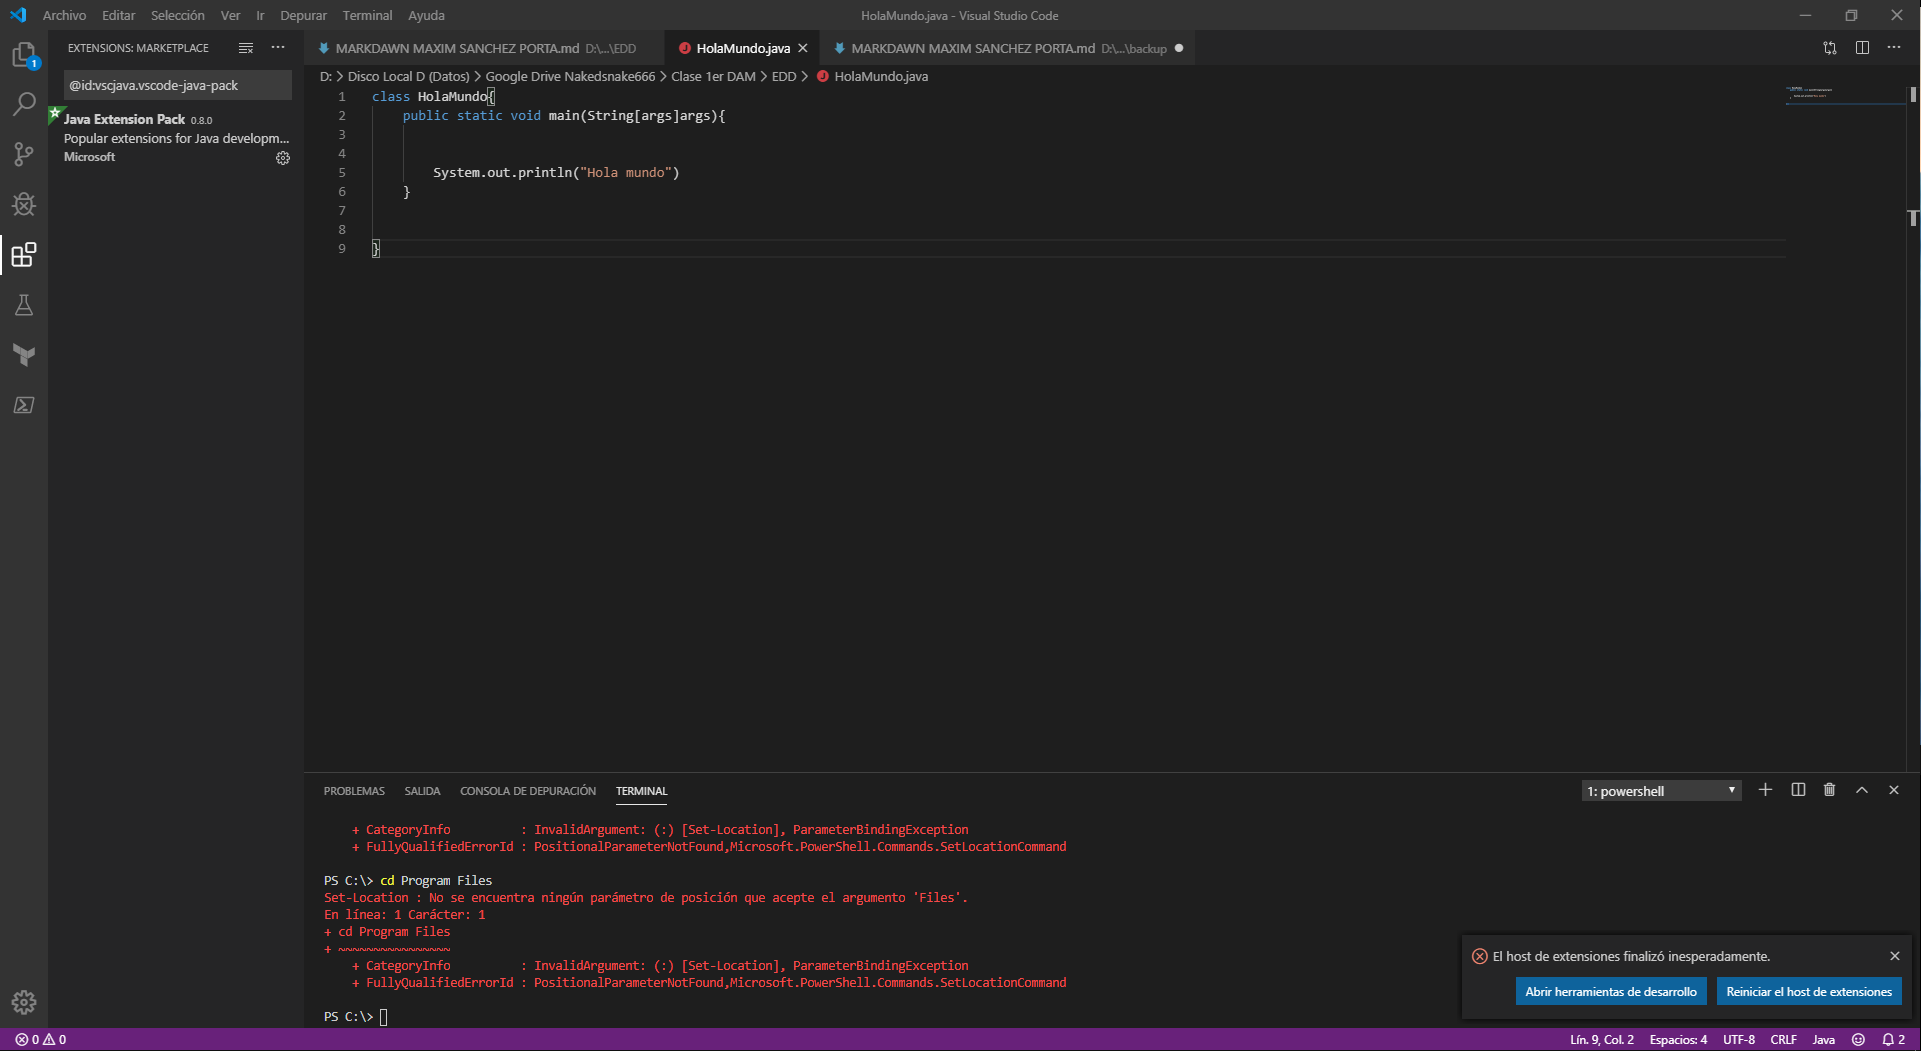 Archivo Editar Selección Ver Ir Depurar Terminal Ayuda
HolaMundo.java - Visual Studio Code
EXTENSIONS: MARKETPLACE
@id:vscjava.vscode-java-pack
Java Extension Pack 0.8.0
Popular extensions for Java developm...
Microsoft
1
MARKDAWN MAXIM SANCHEZ PORTA.md D:\...\EDD
HolaMundo.java
MARKDAWN MAXIM SANCHEZ PORTA.md D:\...\backup
D: > Disco Local D (Datos) > Google Drive Nakedsnake666 > Clase 1er DAM > EDD > HolaMundo.java
1 class HolaMundo{
2 public static void main(String[args]args){
3
4
5 System.out.println("Hola mundo")
6 }
7
8
9 }
PROBLEMAS SALIDA CONSOLA DE DEPURACIÓN TERMINAL
1: powershell
+ CategoryInfo : InvalidArgument: (:) [Set-Location], ParameterBindingException
+ FullyQualifiedErrorId : PositionalParameterNotFound,Microsoft.PowerShell.Commands.SetLocationCommand
PS C:\> cd Program Files
Set-Location : No se encuentra ningún parámetro de posición que acepte el argumento 'Files'.
En línea: 1 Carácter: 1
+ cd Program Files
+ ~~~~~~~~~~~~~~~~
+ CategoryInfo : InvalidArgument: (:) [Set-Location], ParameterBindingException
+ FullyQualifiedErrorId : PositionalParameterNotFound,Microsoft.PowerShell.Commands.SetLocationCommand
PS C:\>
El host de extensiones finalizó inesperadamente.
Abrir herramientas de desarrollo
Reiniciar el host de extensiones
0 0
Lín. 9, Col. 2 Espacios: 4 UTF-8 CRLF Java 2